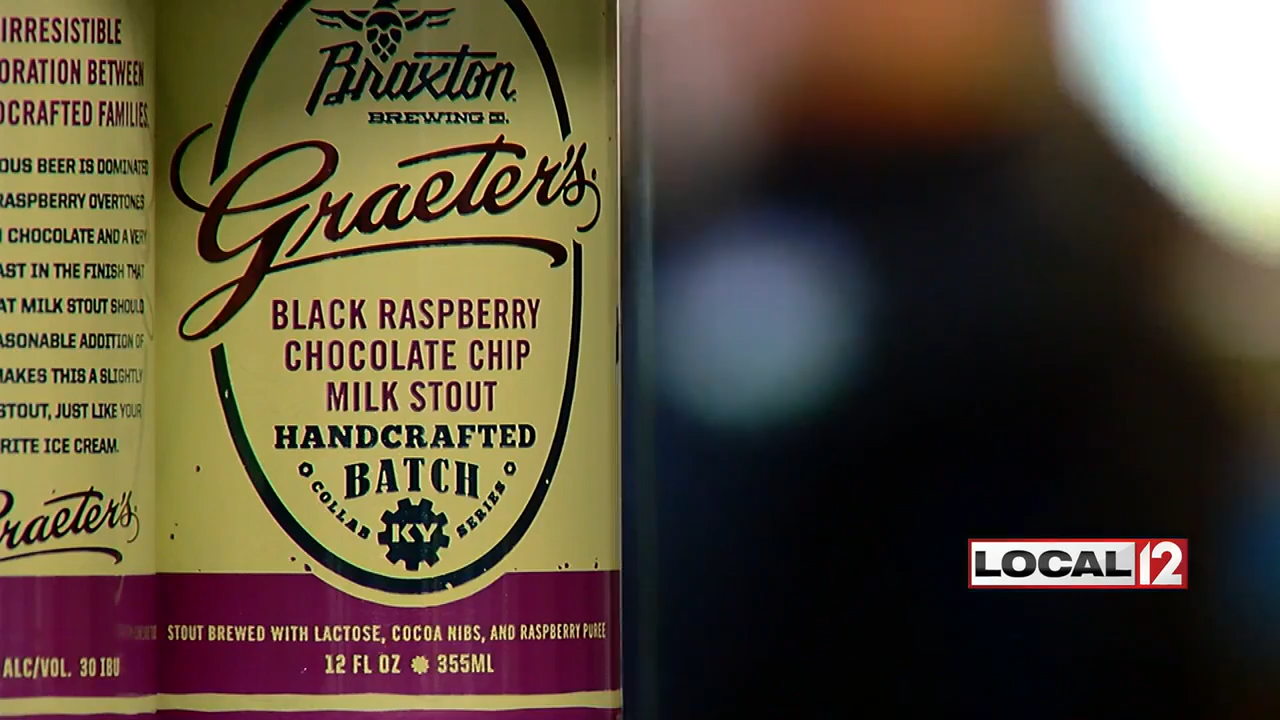 IRRESISTIBLE
ORATION BETWEEN
DCRAFTED FAMILIES.
OUS BEER IS DOMINATED
RASPBERRY OVERTONES
CHOCOLATE AND A VERY
AST IN THE FINISH THAT
AT MILK STOUT SHOULD
ASONABLE ADDITION OF
MAKES THIS A SLIGHTLY
STOUT, JUST LIKE YOUR
RITE ICE CREAM.
Graeter's
ALC/VOL. 30 IBU
Braxton
BREWING CO.
Graeter's
BLACK RASPBERRY
CHOCOLATE CHIP
MILK STOUT
HANDCRAFTED
BATCH
COLLAB KY SERIES
STOUT BREWED WITH LACTOSE, COCOA NIBS, AND RASPBERRY PUREE
12 FL OZ 355ML
LOCAL 12